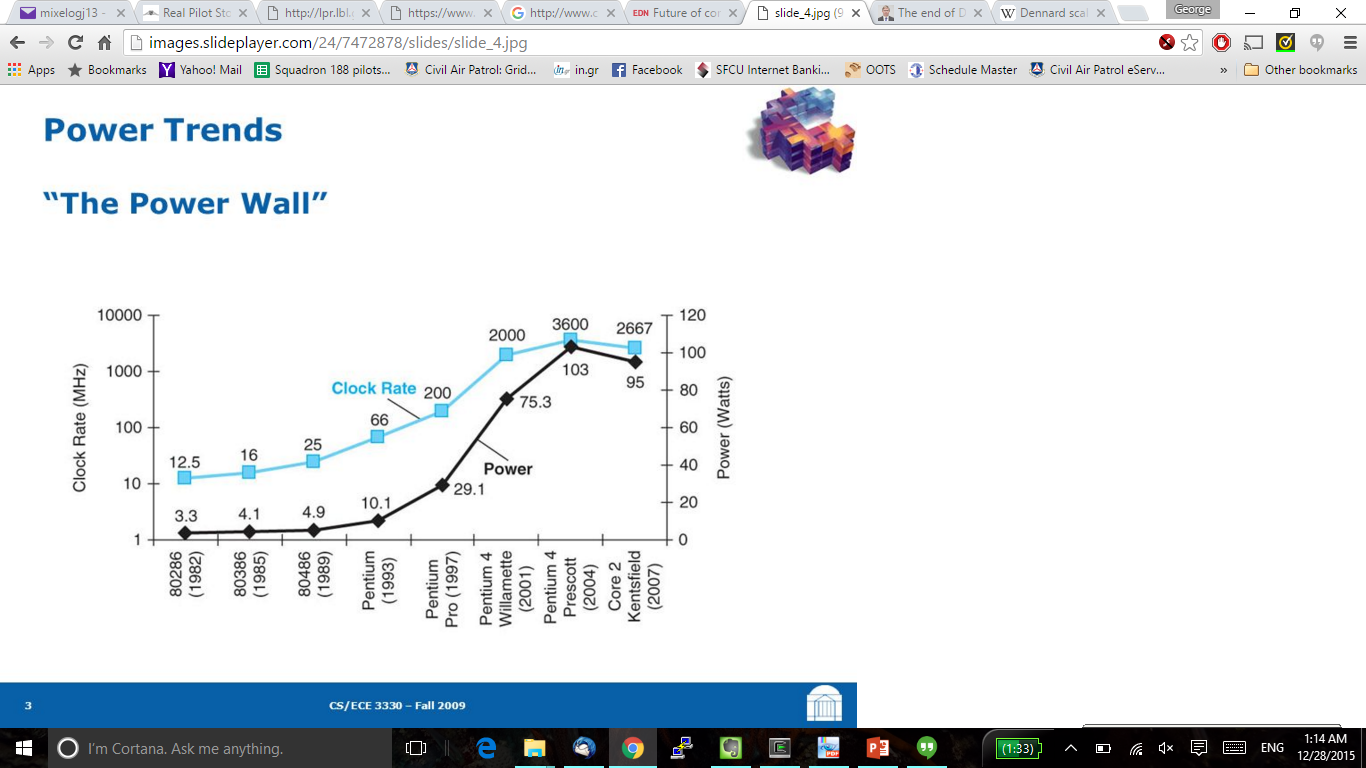 George
mixelogj13 -
Real Pilot Sto
http://lpr.lbl.
https://www.
http://www.c
EDN Future of cor
slide_4.jpg (9
The end of D
W Dennard scal
images.slideplayer.com/24/7472878/slides/slide_4.jpg
Apps Bookmarks Yahoo! Mail Squadron 188 pilots... Civil Air Patrol: Grid... in.gr Facebook SFCU Internet Banki... OOTS Schedule Master Civil Air Patrol eServ... » Other bookmarks
Power Trends
“The Power Wall”
10000
1000
100
10
1
Clock Rate (MHz)
120
100
80
60
40
20
0
Power (Watts)
Clock Rate
12.5
16
25
66
200
2000
3600
2667
Power
3.3
4.1
4.9
10.1
29.1
75.3
103
95
80286
(1982)
80386
(1985)
80486
(1989)
Pentium
(1993)
Pentium
Pro (1997)
Pentium 4
Willamette
(2001)
Pentium 4
Prescott
(2004)
Core 2
Kentsfield
(2007)
3
CS/ECE 3330 – Fall 2009
I'm Cortana. Ask me anything.
(1:33)
ENG
1:14 AM
12/28/2015